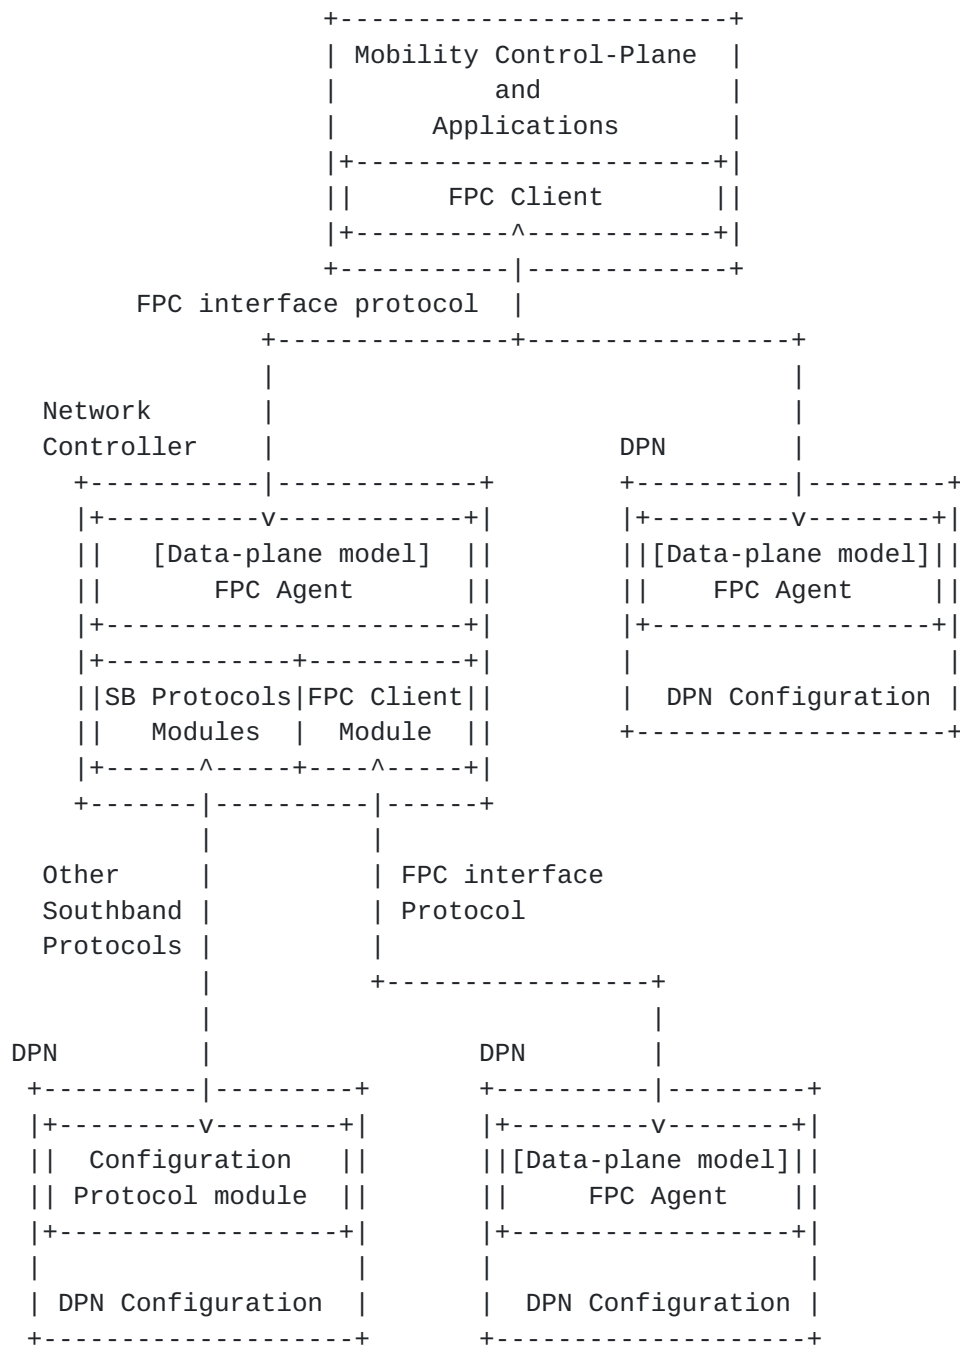 Mobility Control-Plane
and
Applications
FPC Client
FPC interface protocol
Network
Controller
DPN
[Data-plane model]
FPC Agent
[Data-plane model]
FPC Agent
SB Protocols
Modules
FPC Client
Module
DPN Configuration
Other
Southband
Protocols
FPC interface
Protocol
DPN
Configuration
Protocol module
DPN Configuration
DPN
[Data-plane model]
FPC Agent
DPN Configuration